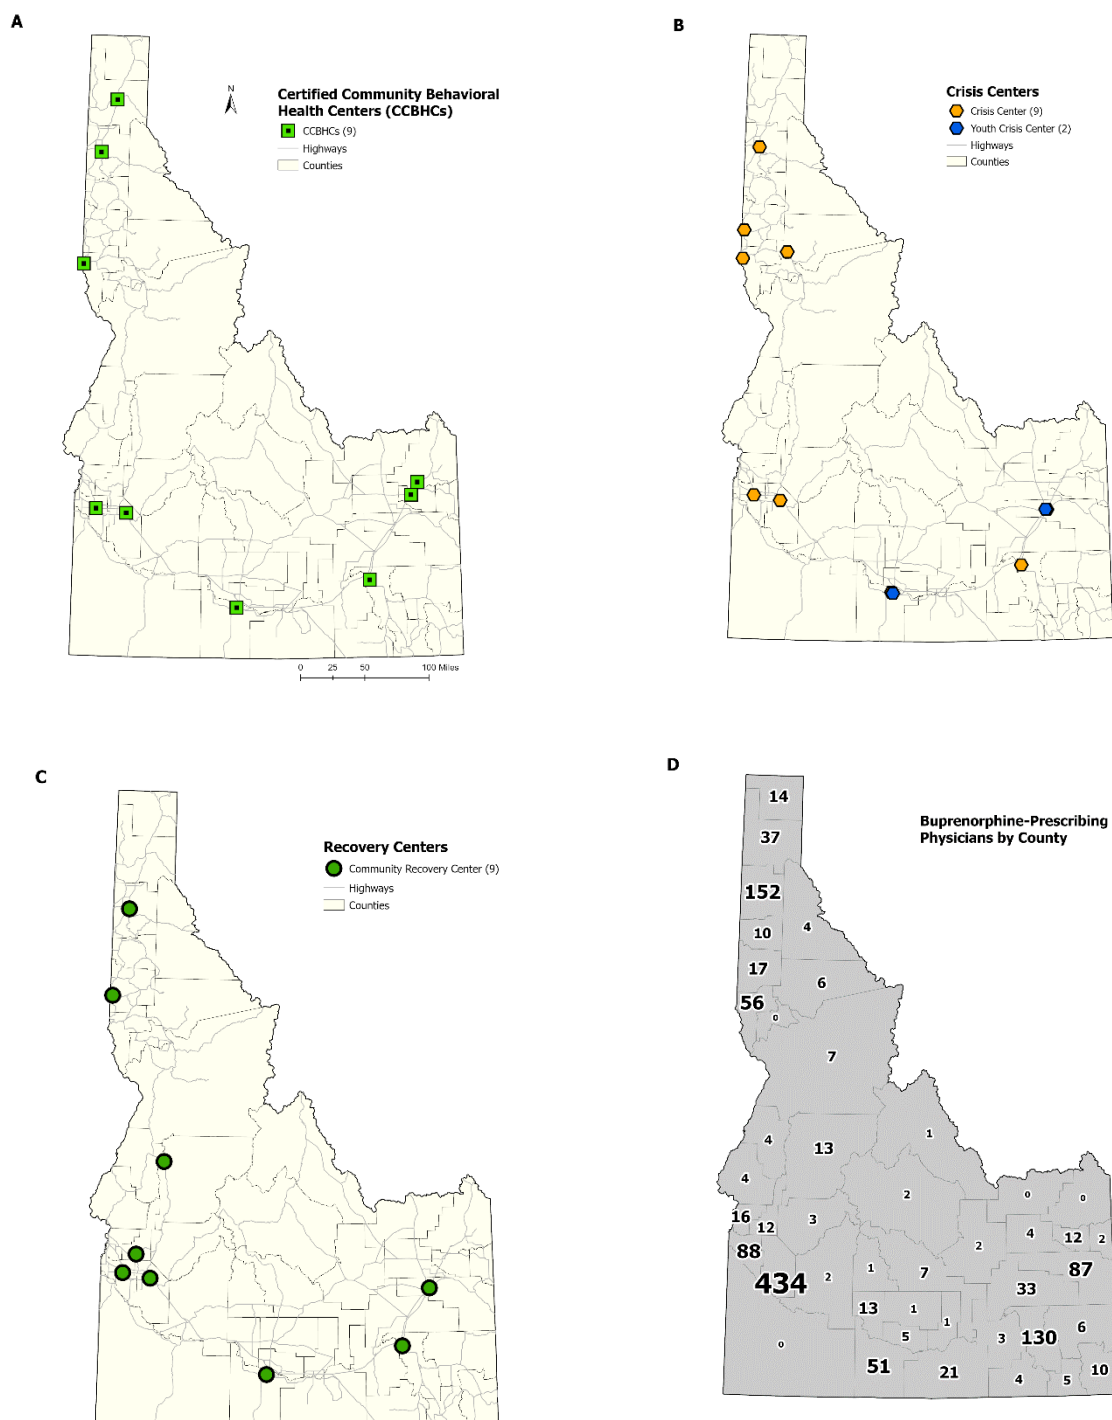 A
N
Certified Community Behavioral
Health Centers (CCBHCs)
CCBHCs (9)
Highways
Counties
0 25 50 100 Miles
B
Crisis Centers
Crisis Center (9)
Youth Crisis Center (2)
Highways
Counties
C
Recovery Centers
Community Recovery Center (9)
Highways
Counties
D
Buprenorphine-Prescribing
Physicians by County
14
37
152
10
4
17
6
56
0
7
4
1
13
4
2
0
0
16
12
3
4
12
2
88
2
434
2
1
7
87
33
13
1
1
5
3
130
6
0
51
21
4
5
10